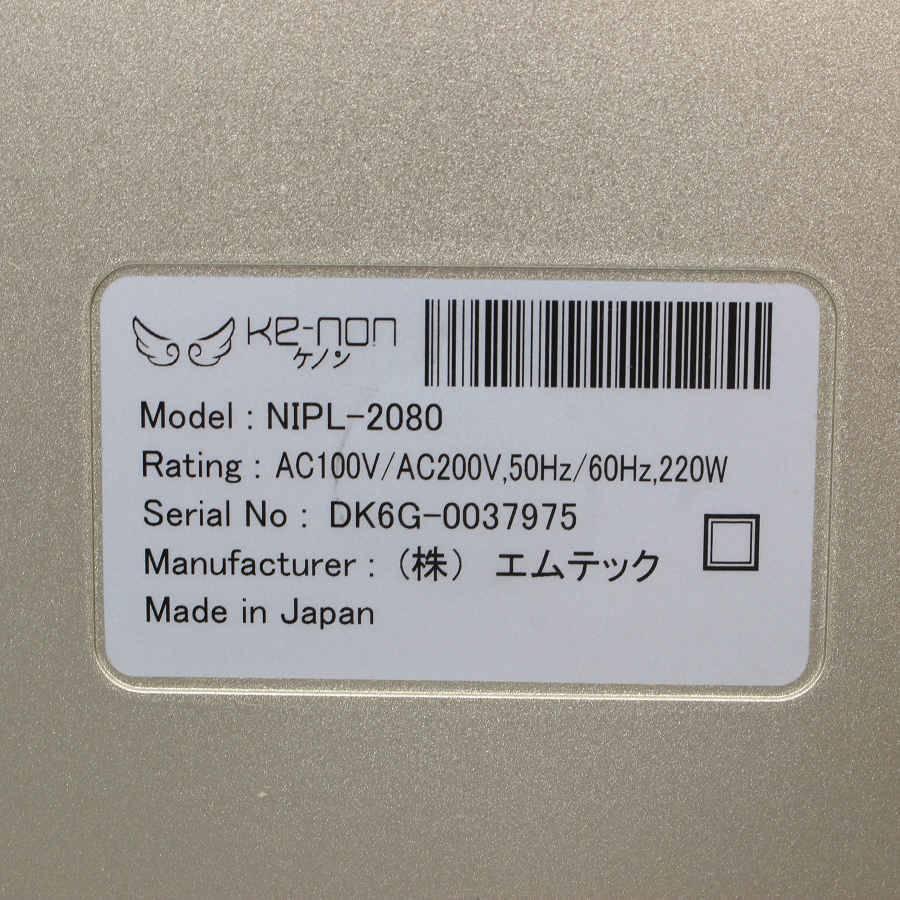 ke-non
ケノン
Model : NIPL-2080
Rating : AC100V/AC200V,50Hz/60Hz,220W
Serial No : DK6G-0037975
Manufacturer : （株） エムテック
Made in Japan